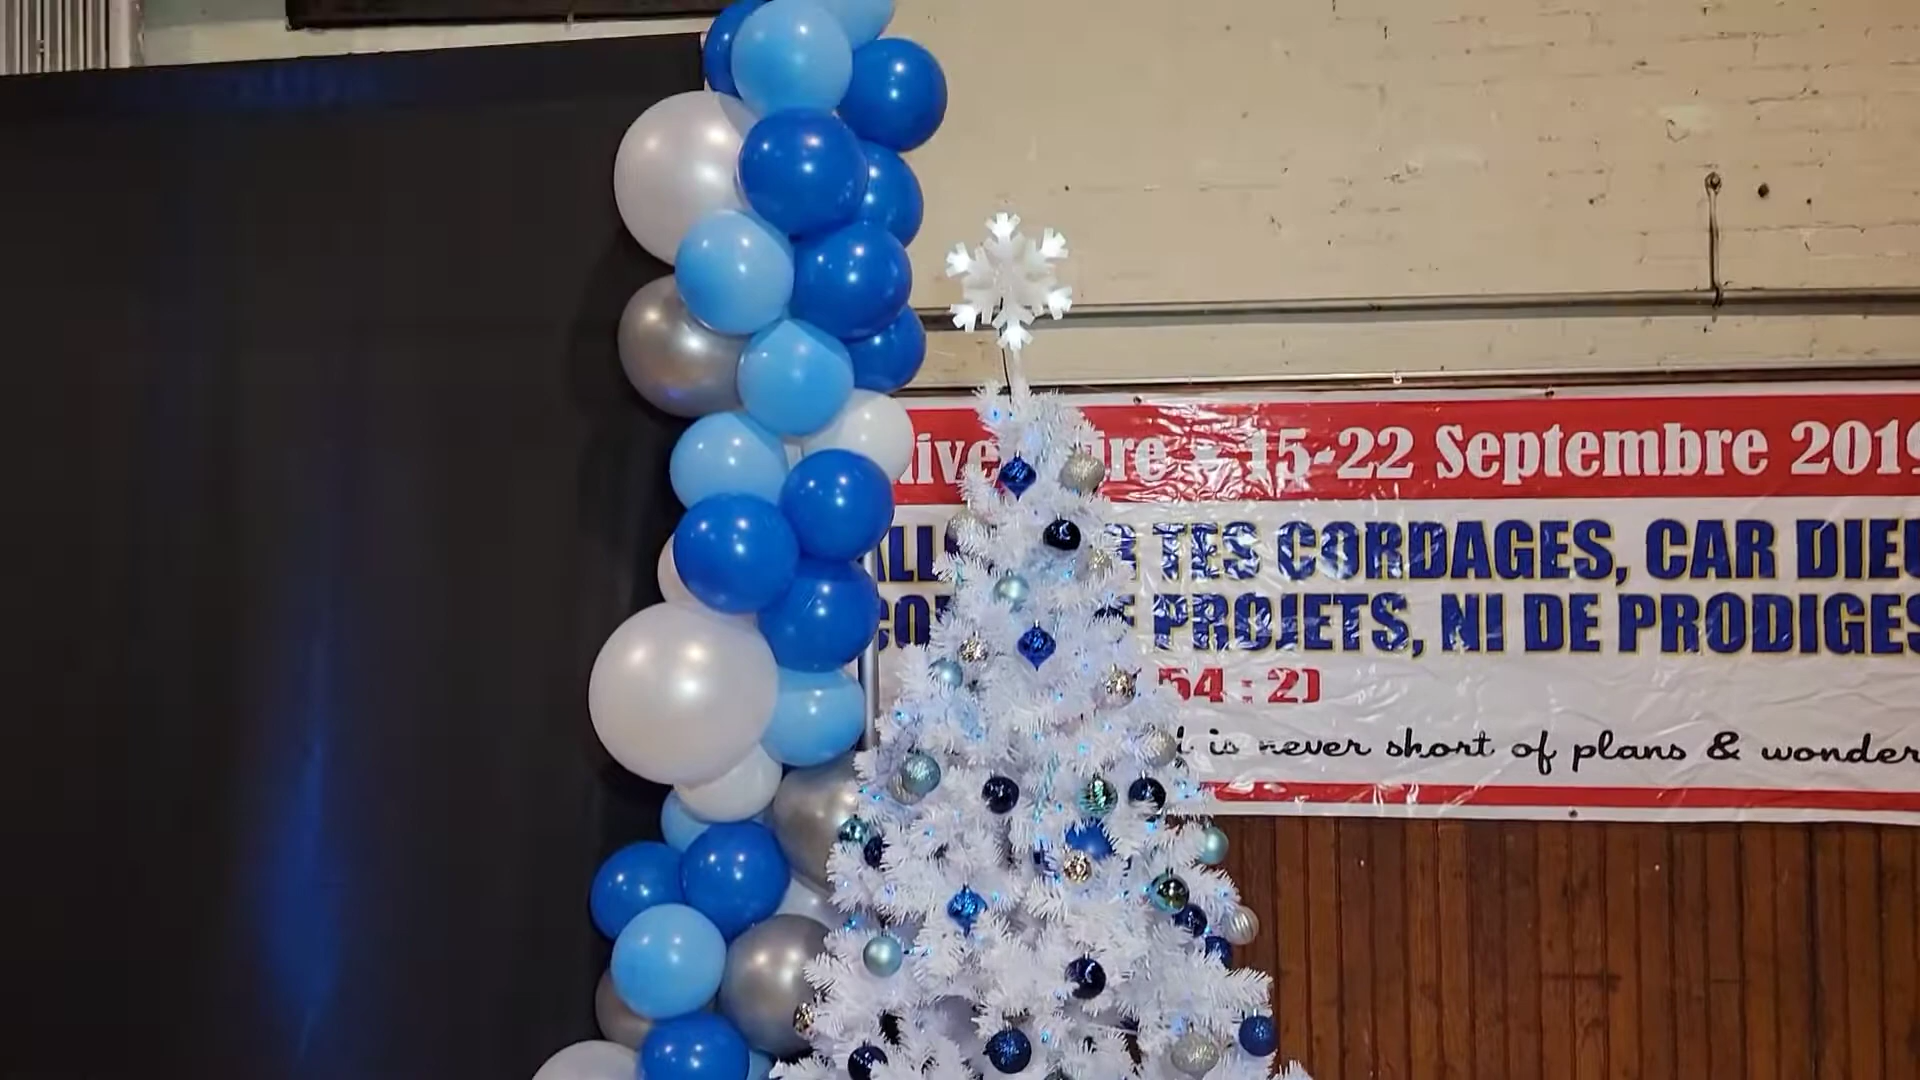 15-22 Septembre 2019
TES CORDAGES, CAR DIEU
PROJETS, NI DE PRODIGES
54 : 2)
is never short of plans & wonder